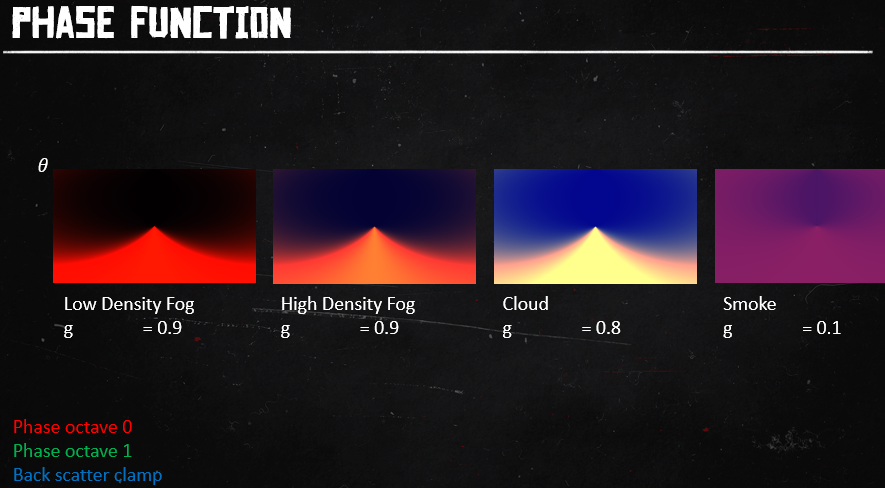 PHASE FUNCTION
θ
Low Density Fog
g = 0.9
High Density Fog
g = 0.9
Cloud
g = 0.8
Smoke
g = 0.1
Phase octave 0
Phase octave 1
Back scatter clamp